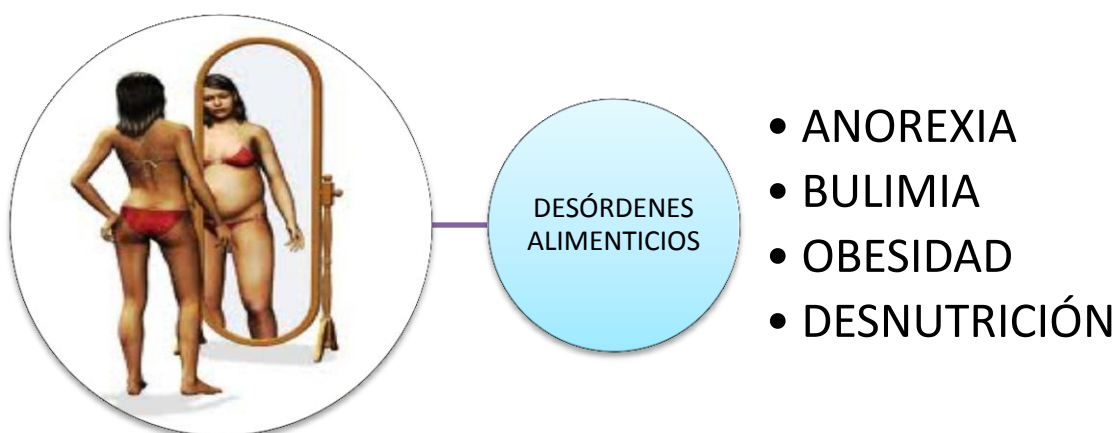 DESÓRDENES
ALIMENTICIOS
• ANOREXIA
• BULIMIA
• OBESIDAD
• DESNUTRICIÓN